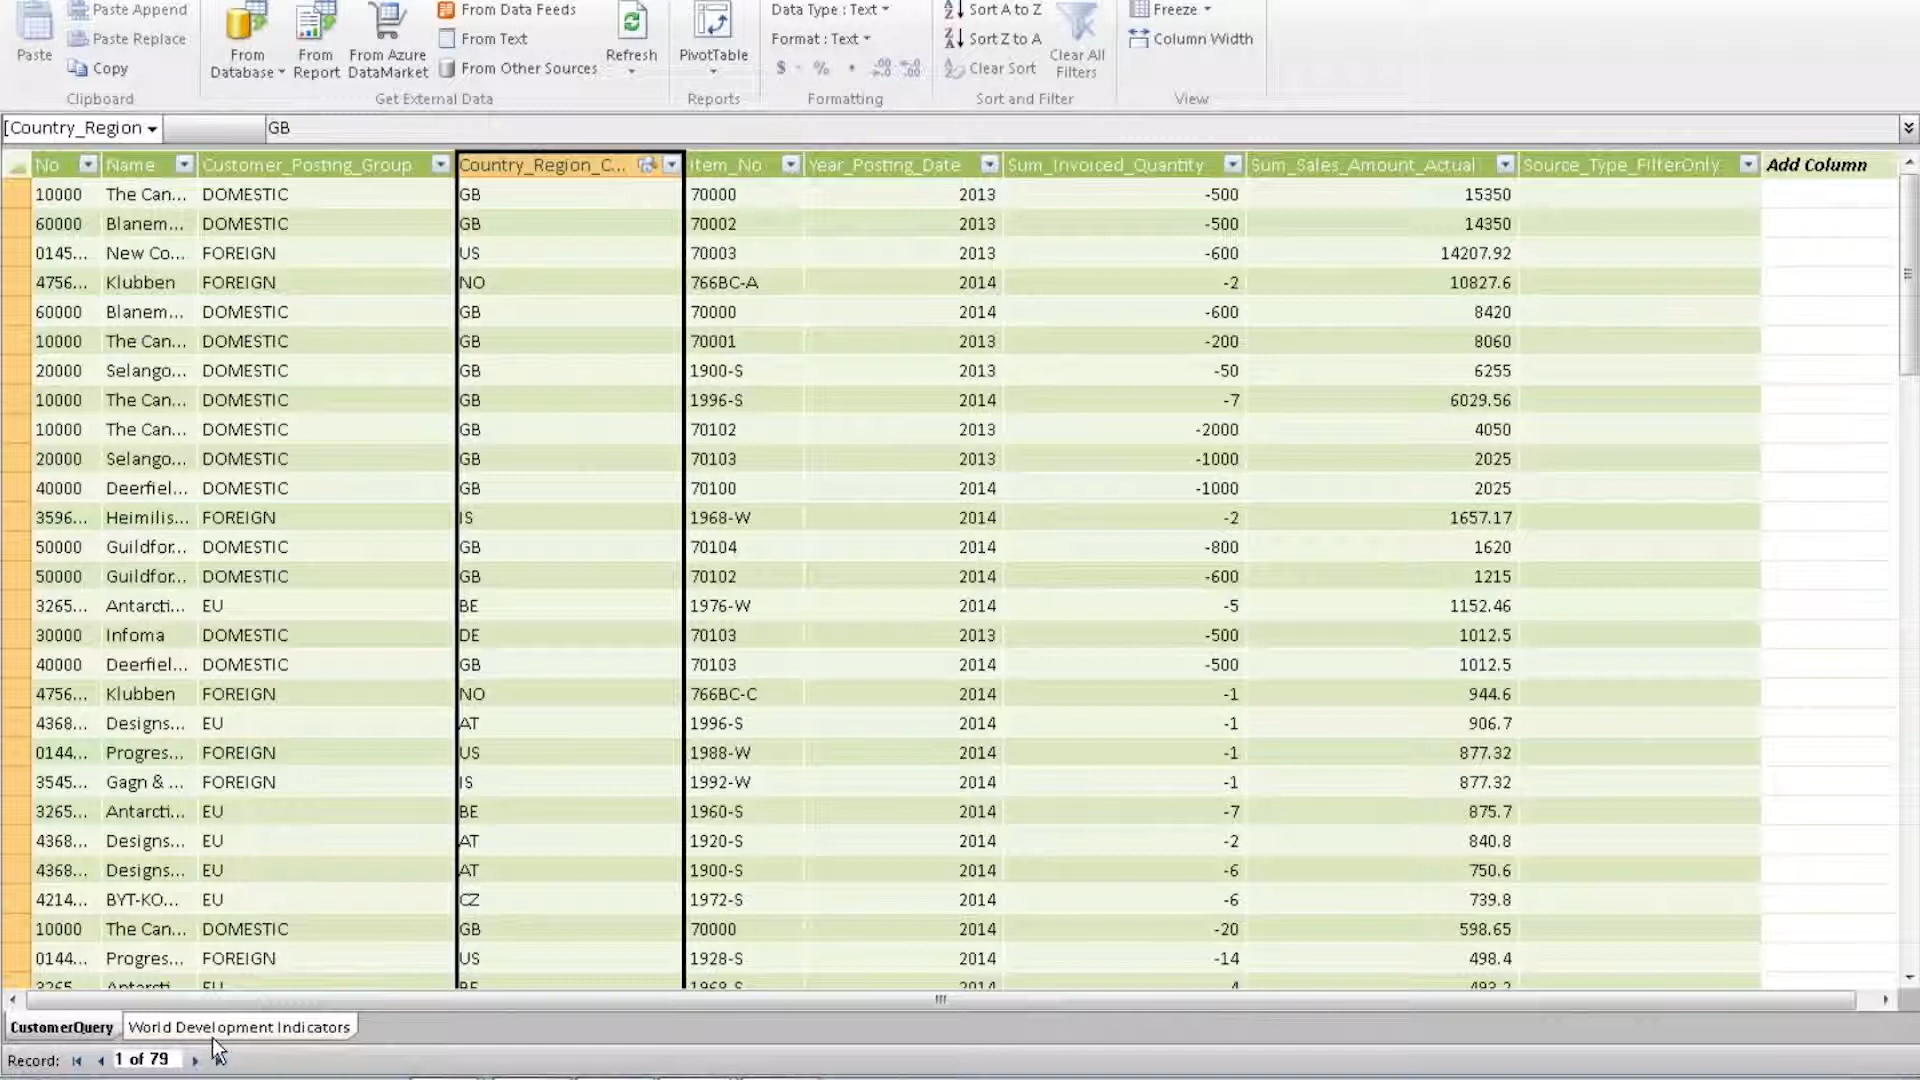 Paste
Paste Append
Paste Replace
Copy
Clipboard
From Database
From Report
From Azure DataMarket
From Data Feeds
From Text
From Other Sources
Get External Data
Refresh
PivotTable
Reports
Data Type : Text
Format : Text
$ %
Formatting
Sort A to Z
Sort Z to A
Clear Sort
Clear All Filters
Sort and Filter
Freeze
Column Width
View
[Country_Region GB
No Name Customer_Posting_Group Country_Region_C... Item_No Year_Posting_Date Sum_Invoiced_Quantity Sum_Sales_Amount_Actual Source_Type_FilterOnly Add Column
10000 The Can... DOMESTIC GB 70000 2013 -500 15350
60000 Blanem... DOMESTIC GB 70002 2013 -500 14350
0145... New Co... FOREIGN US 70003 2013 -600 14207.92
4756... Klubben FOREIGN NO 766BC-A 2014 -2 10827.6
60000 Blanem... DOMESTIC GB 70000 2014 -600 8420
10000 The Can... DOMESTIC GB 70001 2013 -200 8060
20000 Selango... DOMESTIC GB 1900-S 2013 -50 6255
10000 The Can... DOMESTIC GB 1996-S 2014 -7 6029.56
10000 The Can... DOMESTIC GB 70102 2013 -2000 4050
20000 Selango... DOMESTIC GB 70103 2013 -1000 2025
40000 Deerfiel... DOMESTIC GB 70100 2014 -1000 2025
3596... Heimilis... FOREIGN IS 1968-W 2014 -2 1657.17
50000 Guildfor... DOMESTIC GB 70104 2014 -800 1620
50000 Guildfor... DOMESTIC GB 70102 2014 -600 1215
3265... Antarcti... EU BE 1976-W 2014 -5 1152.46
30000 Infoma DOMESTIC DE 70103 2013 -500 1012.5
40000 Deerfiel... DOMESTIC GB 70103 2014 -500 1012.5
4756... Klubben FOREIGN NO 766BC-C 2014 -1 944.6
4368... Designs... EU AT 1996-S 2014 -1 906.7
0144... Progres... FOREIGN US 1988-W 2014 -1 877.32
3545... Gagn & ... FOREIGN IS 1992-W 2014 -1 877.32
3265... Antarcti... EU BE 1960-S 2014 -7 875.7
4368... Designs... EU AT 1920-S 2014 -2 840.8
4368... Designs... EU AT 1900-S 2014 -6 750.6
4214... BYT-KO... EU CZ 1972-S 2014 -6 739.8
10000 The Can... DOMESTIC GB 70000 2014 -20 598.65
0144... Progres... FOREIGN US 1928-S 2014 -14 498.4
3265... Antarcti... EU BE 1968-S 2014
CustomerQuery World Development Indicators
Record: 1 of 79